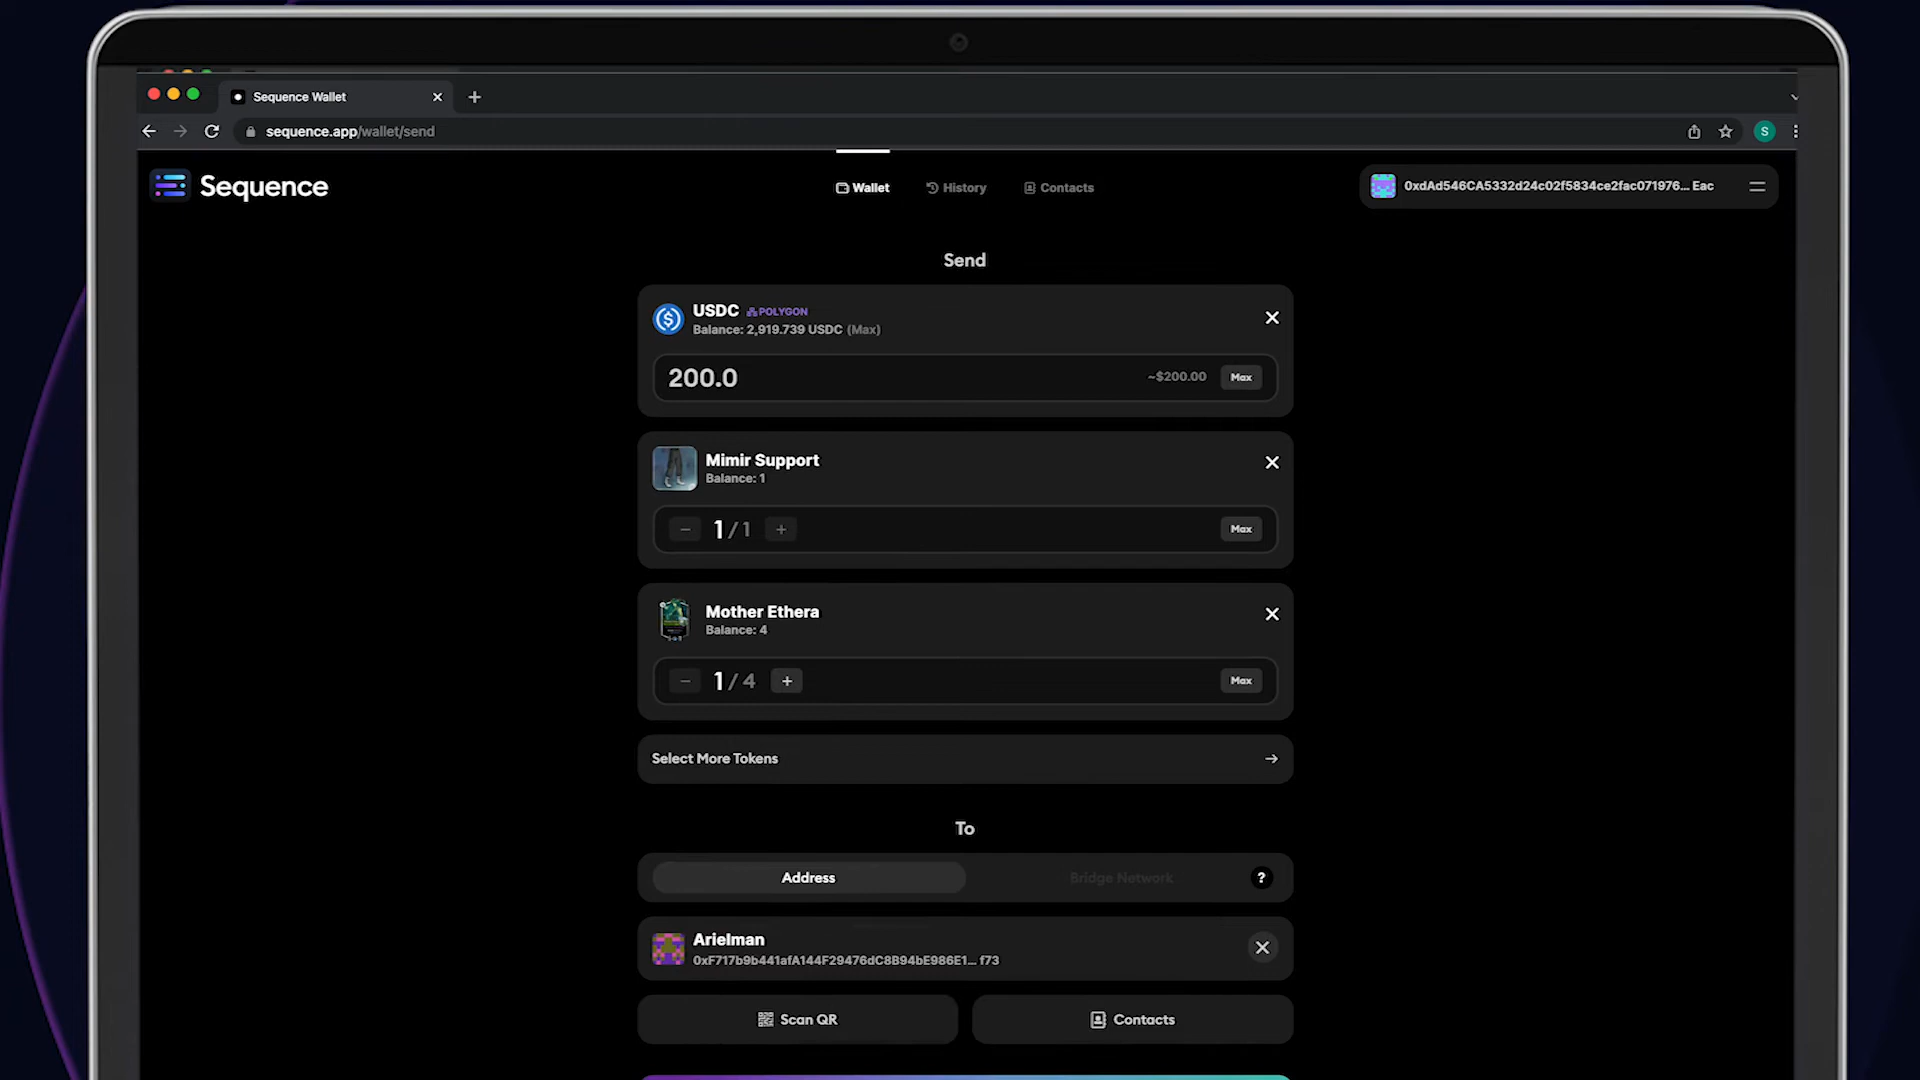 Sequence Wallet
sequence.app/wallet/send
S
Sequence
Wallet
History
Contacts
0xdAd546CA5332d24c02f5834ce2fac071976... Eac
Send
USDC POLYGON
Balance: 2,919.739 USDC (Max)
200.0
~$200.00
Max
Mimir Support
Balance: 1
1 / 1
Max
Mother Ethera
Balance: 4
1 / 4
Max
Select More Tokens
To
Address
Bridge Network
?
Arielman
0xF717b9b441afA144F29476dC8B94bE986E1... f73
Scan QR
Contacts